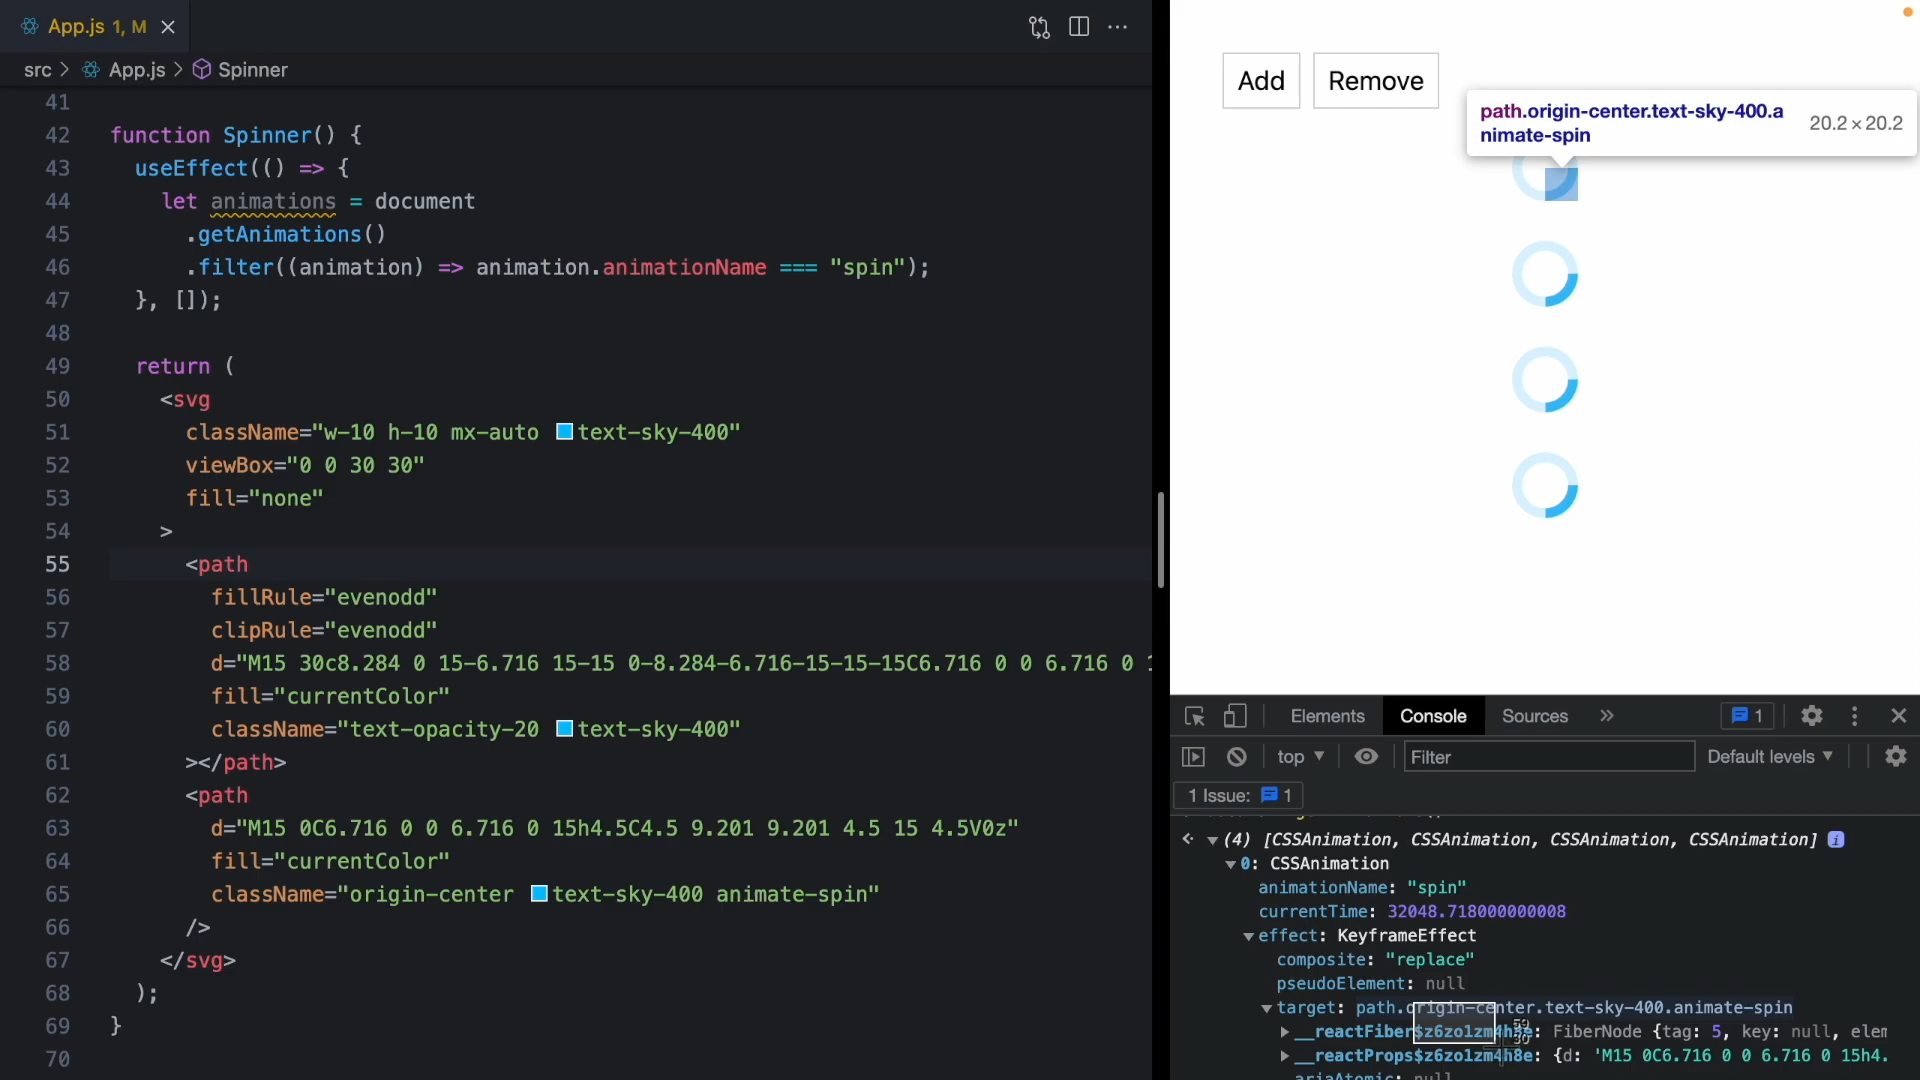 App.js 1, M
src > App.js > Spinner
41
42 function Spinner() {
43 useEffect(() => {
44 let animations = document
45 .getAnimations()
46 .filter((animation) => animation.animationName === "spin");
47 }, []);
48
49 return (
50 <svg
51 className="w-10 h-10 mx-auto text-sky-400"
52 viewBox="0 0 30 30"
53 fill="none"
54 >
55 <path
56 fillRule="evenodd"
57 clipRule="evenodd"
58 d="M15 30c8.284 0 15-6.716 15-15 0-8.284-6.716-15-15-15C6.716 0 0 6.716 0 1
59 fill="currentColor"
60 className="text-opacity-20 text-sky-400"
61 ></path>
62 <path
63 d="M15 0C6.716 0 0 6.716 0 15h4.5C4.5 9.201 9.201 4.5 15 4.5V0z"
64 fill="currentColor"
65 className="origin-center text-sky-400 animate-spin"
66 />
67 </svg>
68 );
69 }
70
Add Remove
path.origin-center.text-sky-400.a
nimate-spin 20.2 × 20.2
Elements Console Sources » 1
top Filter Default levels
1 Issue: 1
(4) [CSSAnimation, CSSAnimation, CSSAnimation, CSSAnimation] i
0: CSSAnimation
animationName: "spin"
currentTime: 32048.718000000008
effect: KeyframeEffect
composite: "replace"
pseudoElement: null
target: path.origin-center.text-sky-400.animate-spin
__reactFiber$z6zo1zm4h8e: FiberNode {tag: 5, key: null, elem
__reactProps$z6zo1zm4h8e: {d: 'M15 0C6.716 0 0 6.716 0 15h4.
ariaAtomic: null